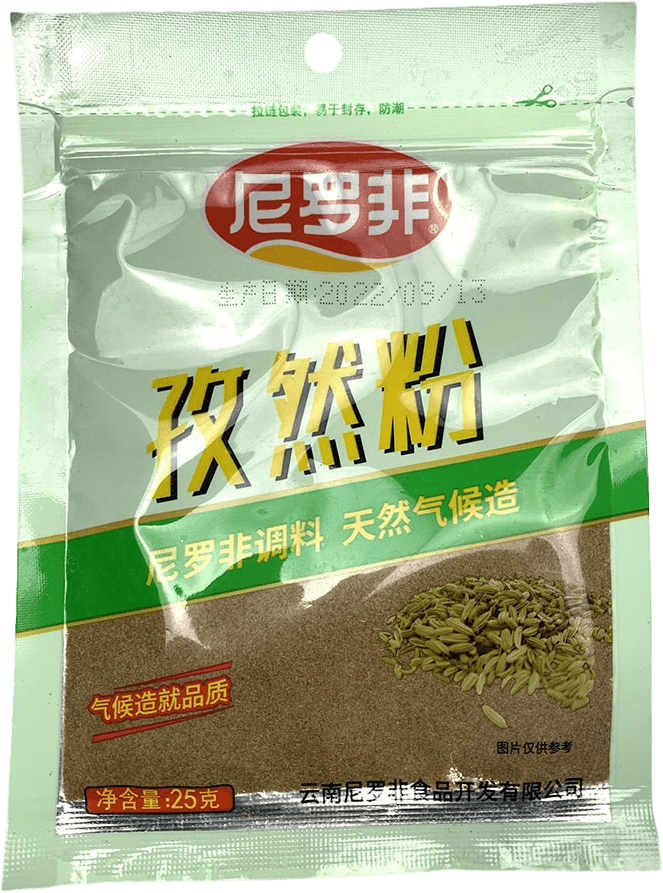 拉链包装，易于封存，防潮
尼罗非®
生产日期 2022/09/13
孜然粉
尼罗非调料 天然气候造
气候造就品质
图片仅供参考
净含量:25克
云南尼罗非食品开发有限公司